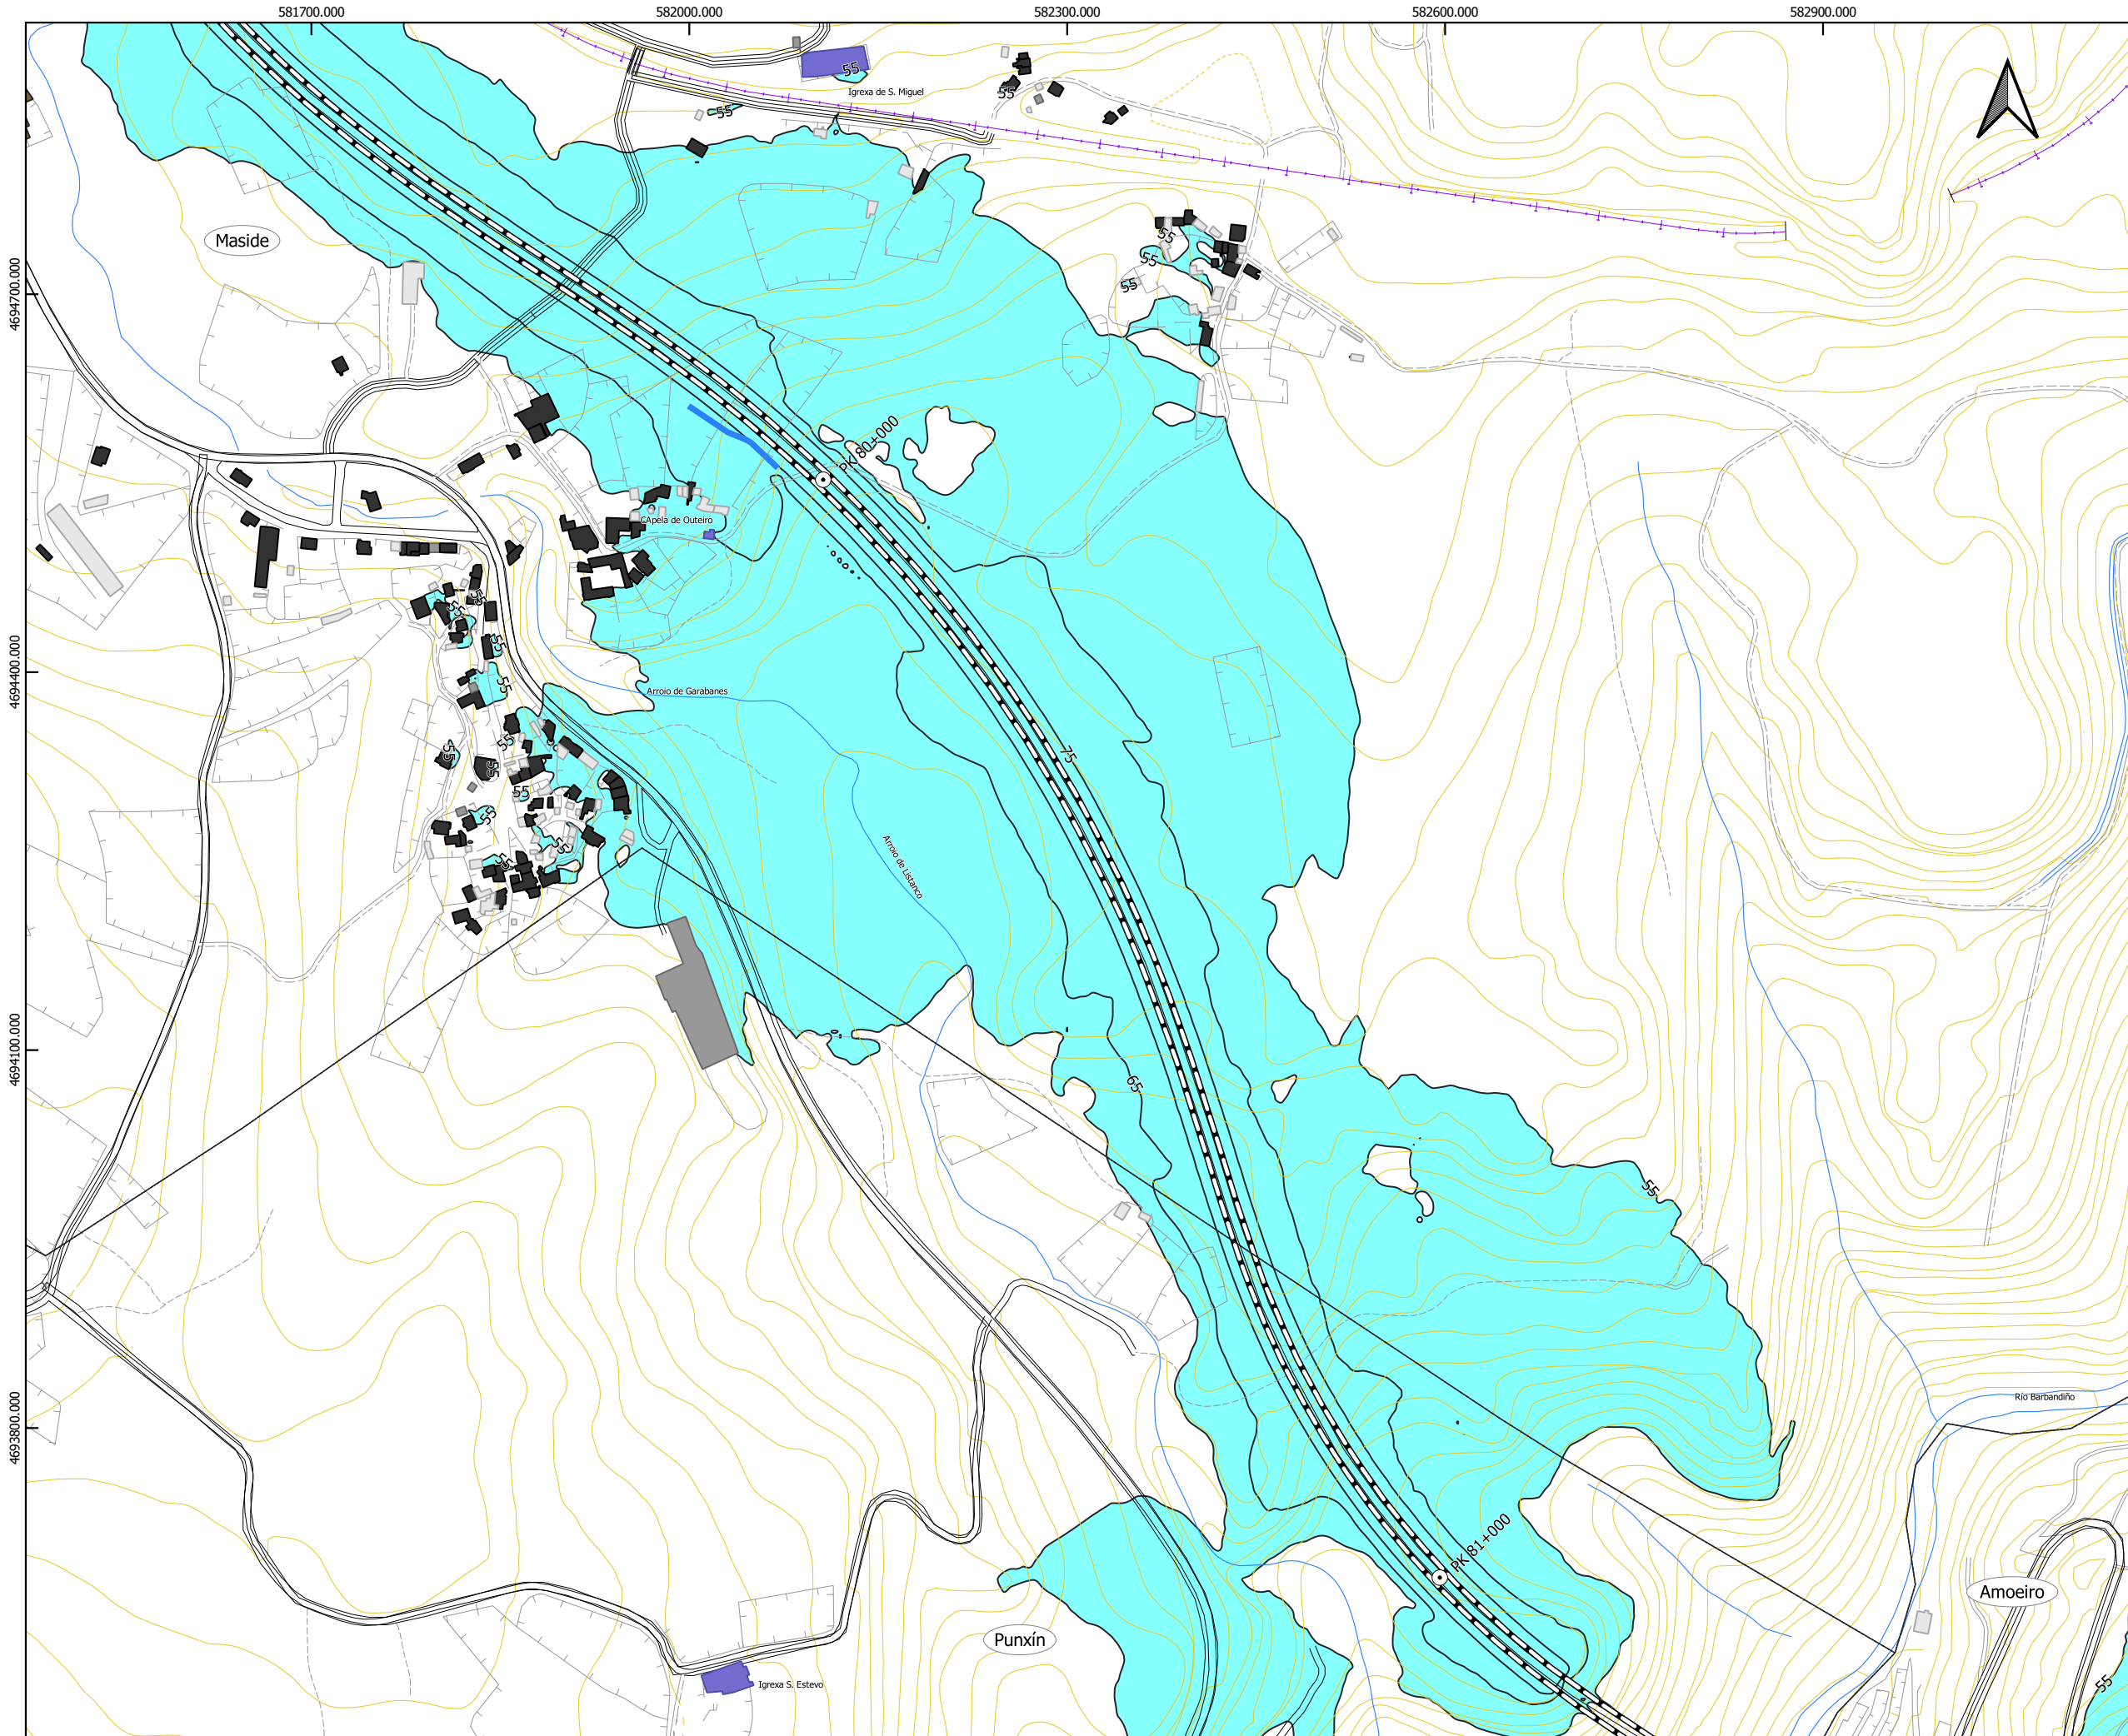 581700.000
582000.000
582300.000
582600.000
582900.000
4694700.000
4694400.000
4694100.000
4693800.000
55
Igrexa de S. Miguel
55
55
Maside
55
55
55
PK 80+000
CApela de Outeiro
55
55
55
55
Arroio de Garabanes
55
55
55
75
55
55
55
55
Arroio de Listanco
65
55
Río Barbandiño
PK 81+000
Amoeiro
Punxín
Igrexa S. Estevo
55